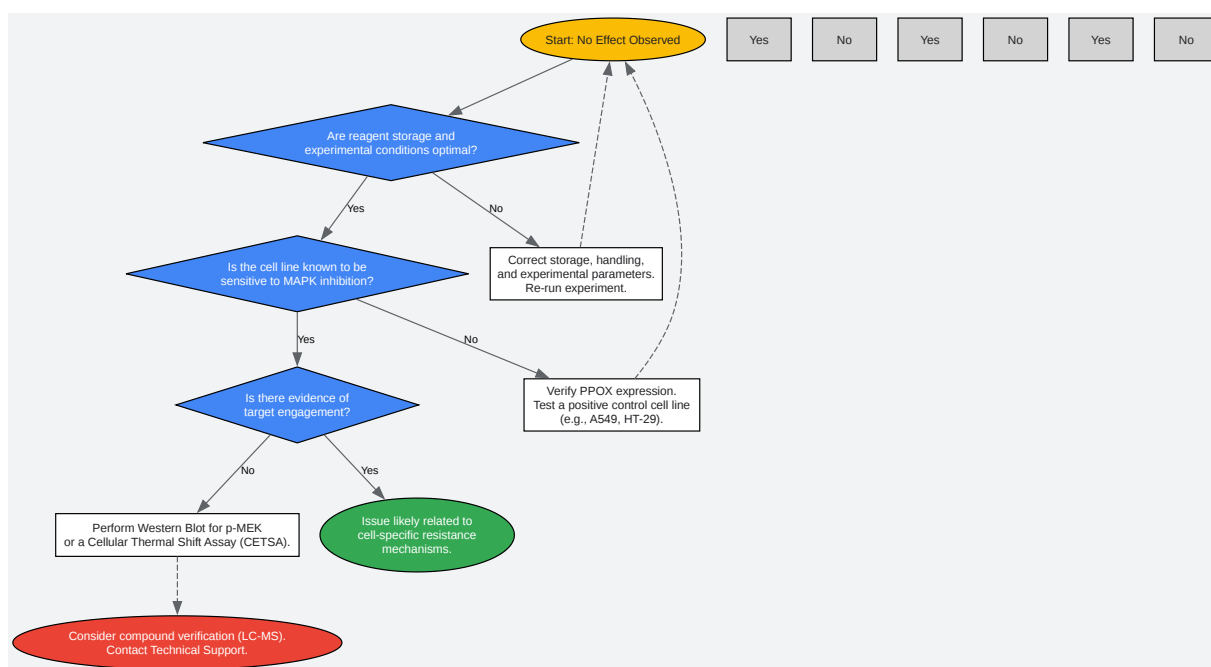 Start: No Effect Observed
Yes
No
Yes
No
Yes
No
Are reagent storage and
experimental conditions optimal?
Yes
No
Is the cell line known to be
sensitive to MAPK inhibition?
Correct storage, handling,
and experimental parameters.
Re-run experiment.
Yes
No
Is there evidence of
target engagement?
Verify PPOX expression.
Test a positive control cell line
(e.g., A549, HT-29).
No
Yes
Perform Western Blot for p-MEK
or a Cellular Thermal Shift Assay (CETSA).
Issue likely related to
cell-specific resistance
mechanisms.
Consider compound verification (LC-MS).
Contact Technical Support.